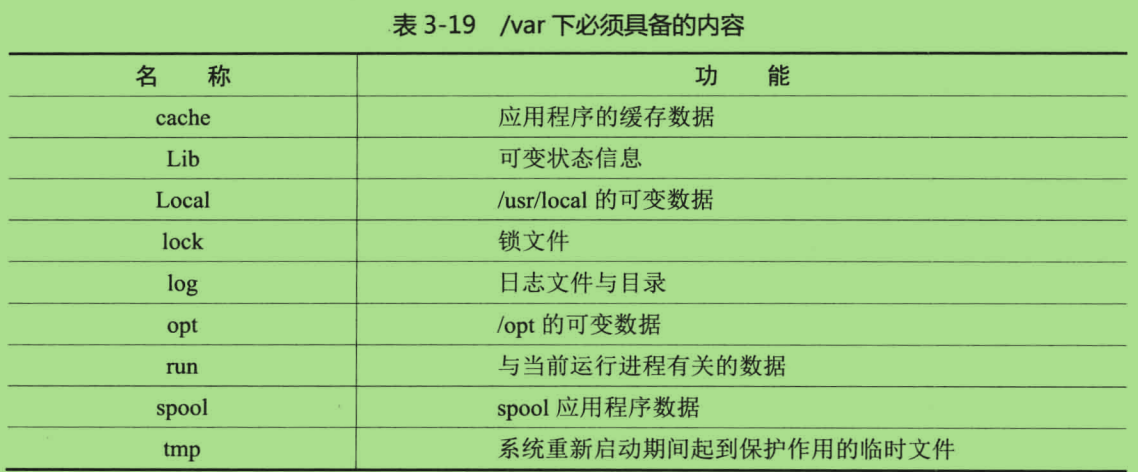 表 3-19 /var 下必须具备的内容
名 称 功 能
cache 应用程序的缓存数据
Lib 可变状态信息
Local /usr/local 的可变数据
lock 锁文件
log 日志文件与目录
opt /opt 的可变数据
run 与当前运行进程有关的数据
spool spool 应用程序数据
tmp 系统重新启动期间起到保护作用的临时文件